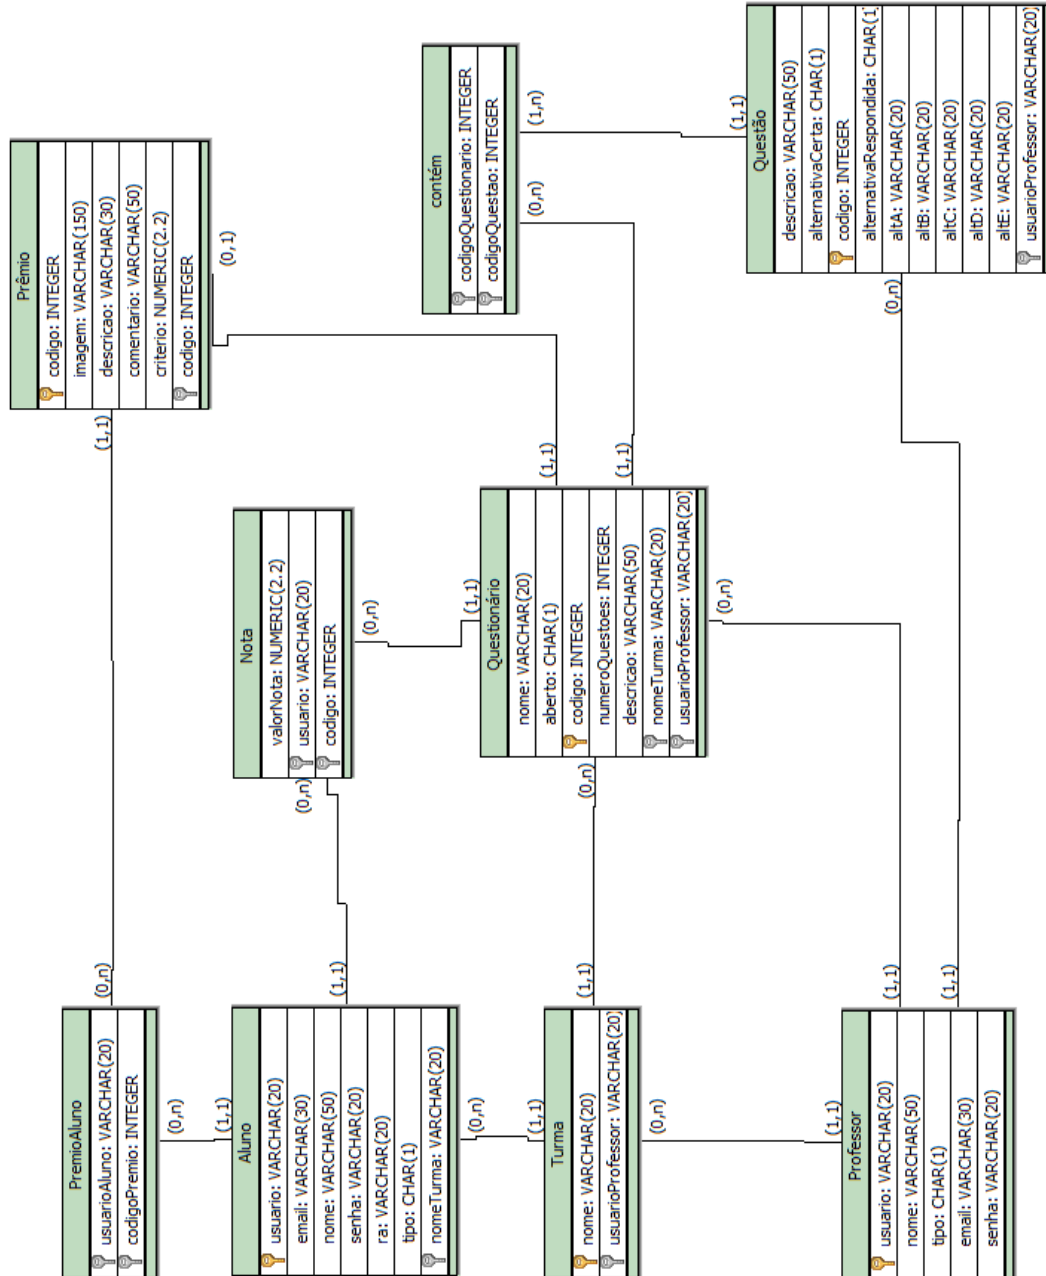 PremioAluno
usuarioAluno: VARCHAR(20)
codigoPremio: INTEGER
(0,n)
(0,n)
(1,1)
Prêmio
codigo: INTEGER
imagem: VARCHAR(150)
descricao: VARCHAR(30)
comentario: VARCHAR(50)
criterio: NUMERIC(2.2)
codigo: INTEGER
(0,1)
(1,1)
Aluno
usuario: VARCHAR(20)
email: VARCHAR(30)
nome: VARCHAR(50)
senha: VARCHAR(20)
ra: VARCHAR(20)
tipo: CHAR(1)
nomeTurma: VARCHAR(20)
(1,1)
(0,n)
Nota
valorNota: NUMERIC(2.2)
usuario: VARCHAR(20)
codigo: INTEGER
(0,n)
(0,n)
contém
codigoQuestionario: INTEGER
codigoQuestao: INTEGER
(0,n)
(1,n)
(1,1)
Questionário
nome: VARCHAR(20)
aberto: CHAR(1)
codigo: INTEGER
numeroQuestoes: INTEGER
descricao: VARCHAR(50)
nomeTurma: VARCHAR(20)
usuarioProfessor: VARCHAR(20)
(1,1)
(1,1)
(0,n)
(0,n)
(1,1)
Turma
nome: VARCHAR(20)
usuarioProfessor: VARCHAR(20)
(1,1)
(0,n)
(1,1)
Questão
descricao: VARCHAR(50)
alternativaCerta: CHAR(1)
codigo: INTEGER
alternativaRespondida: CHAR(1)
altA: VARCHAR(20)
altB: VARCHAR(20)
altC: VARCHAR(20)
altD: VARCHAR(20)
altE: VARCHAR(20)
usuarioProfessor: VARCHAR(20)
(0,n)
(1,1)
Professor
usuario: VARCHAR(20)
nome: VARCHAR(50)
tipo: CHAR(1)
email: VARCHAR(30)
senha: VARCHAR(20)
(1,1)
(1,1)